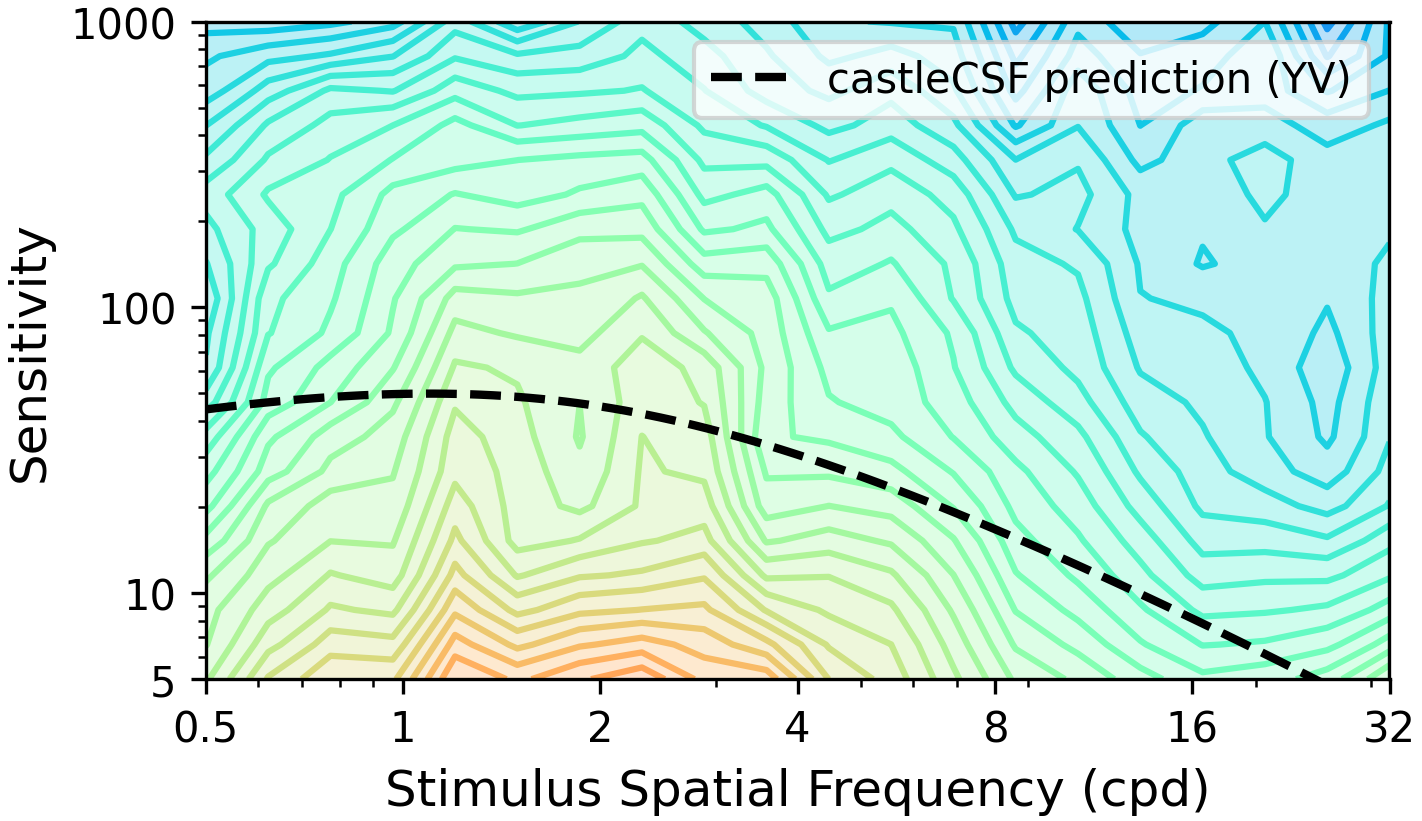 1000
castleCSF prediction (YV)
100
Sensitivity
10
5
0.5 1 2 4 8 16 32
Stimulus Spatial Frequency (cpd)